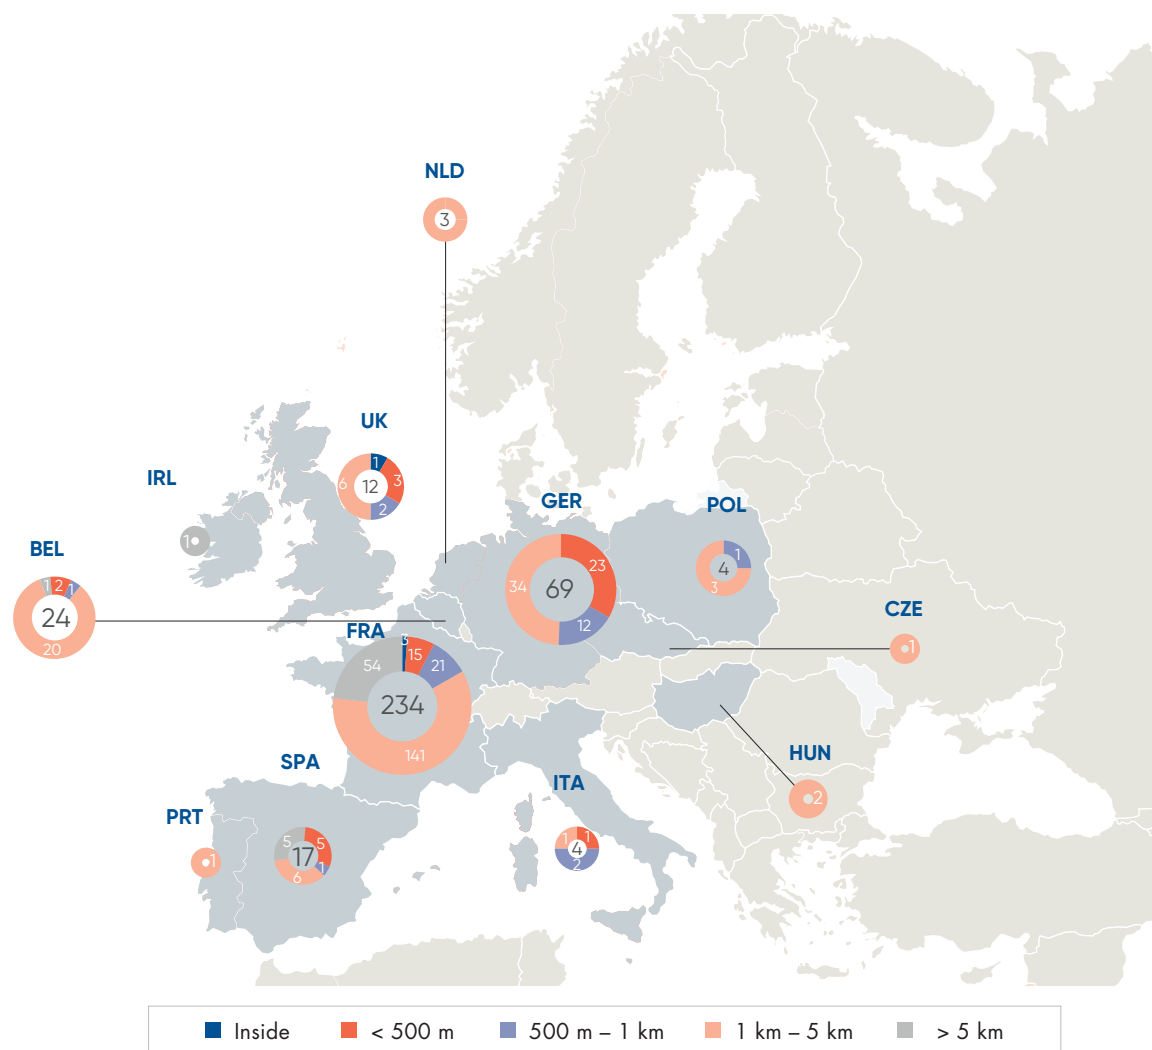 NLD
3
UK
1
3
2
6
12
IRL
1
BEL
1
2
1
20
24
GER
23
12
34
69
POL
1
3
4
CZE
1
FRA
3
15
21
141
54
234
HUN
2
SPA
5
1
6
5
17
PRT
1
ITA
1
2
1
4
Inside
< 500 m
500 m – 1 km
1 km – 5 km
> 5 km